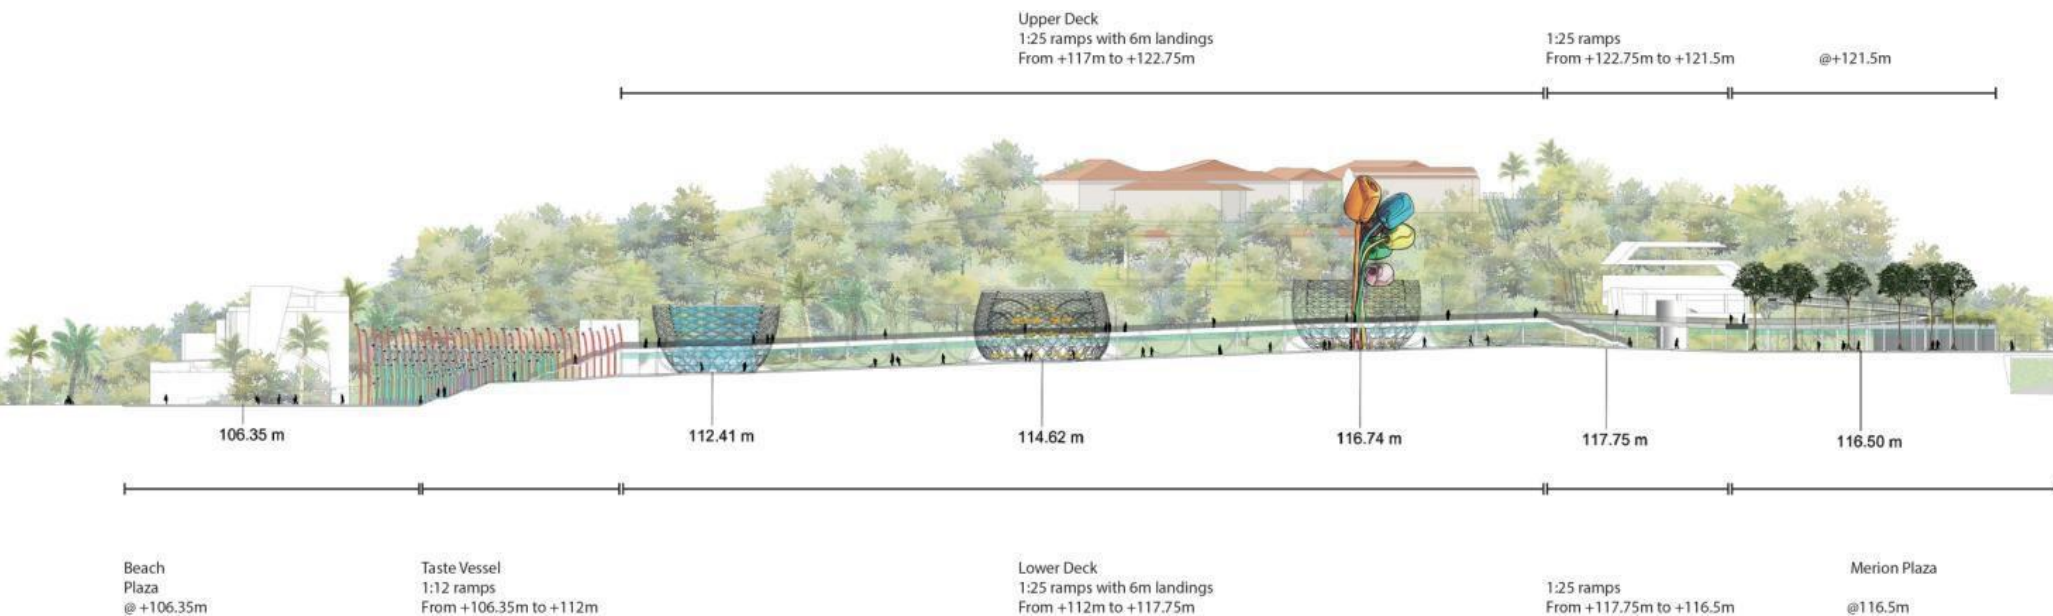 Upper Deck
1:25 ramps with 6m landings
From +117m to +122.75m
1:25 ramps
From +122.75m to +121.5m
@+121.5m
106.35 m
112.41 m
114.62 m
116.74 m
117.75 m
116.50 m
Beach
Plaza
@ +106.35m
Taste Vessel
1:12 ramps
From +106.35m to +112m
Lower Deck
1:25 ramps with 6m landings
From +112m to +117.75m
1:25 ramps
From +117.75m to +116.5m
Merion Plaza
@116.5m